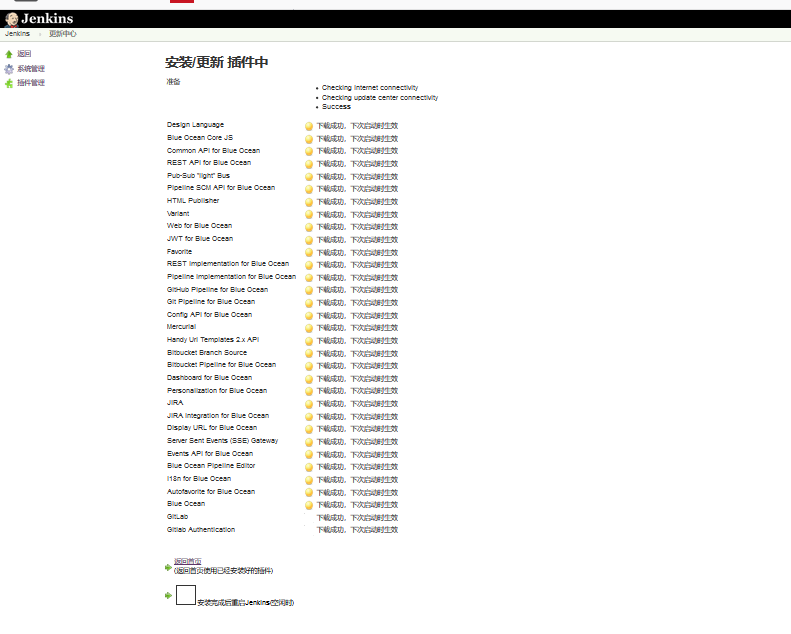 Jenkins
Jenkins 更新中心
返回
系统管理
插件管理
安装/更新 插件中
准备
Checking internet connectivity
Checking update center connectivity
Success
Design Language 下载成功，下次启动时生效
Blue Ocean Core JS 下载成功，下次启动时生效
Common API for Blue Ocean 下载成功，下次启动时生效
REST API for Blue Ocean 下载成功，下次启动时生效
Pub-Sub "light" Bus 下载成功，下次启动时生效
Pipeline SCM API for Blue Ocean 下载成功，下次启动时生效
HTML Publisher 下载成功，下次启动时生效
Variant 下载成功，下次启动时生效
Web for Blue Ocean 下载成功，下次启动时生效
JWT for Blue Ocean 下载成功，下次启动时生效
Favorite 下载成功，下次启动时生效
REST Implementation for Blue Ocean 下载成功，下次启动时生效
Pipeline implementation for Blue Ocean 下载成功，下次启动时生效
GitHub Pipeline for Blue Ocean 下载成功，下次启动时生效
Git Pipeline for Blue Ocean 下载成功，下次启动时生效
Config API for Blue Ocean 下载成功，下次启动时生效
Mercurial 下载成功，下次启动时生效
Handy Uri Templates 2.x API 下载成功，下次启动时生效
Bitbucket Branch Source 下载成功，下次启动时生效
Bitbucket Pipeline for Blue Ocean 下载成功，下次启动时生效
Dashboard for Blue Ocean 下载成功，下次启动时生效
Personalization for Blue Ocean 下载成功，下次启动时生效
JIRA 下载成功，下次启动时生效
JIRA Integration for Blue Ocean 下载成功，下次启动时生效
Display URL for Blue Ocean 下载成功，下次启动时生效
Server Sent Events (SSE) Gateway 下载成功，下次启动时生效
Events API for Blue Ocean 下载成功，下次启动时生效
Blue Ocean Pipeline Editor 下载成功，下次启动时生效
i18n for Blue Ocean 下载成功，下次启动时生效
Autofavorite for Blue Ocean 下载成功，下次启动时生效
Blue Ocean 下载成功，下次启动时生效
GitLab 下载成功，下次启动时生效
Gitlab Authentication 下载成功，下次启动时生效
返回首页
(返回首页使用已经安装好的插件)
安装完成后重启Jenkins(空闲时)